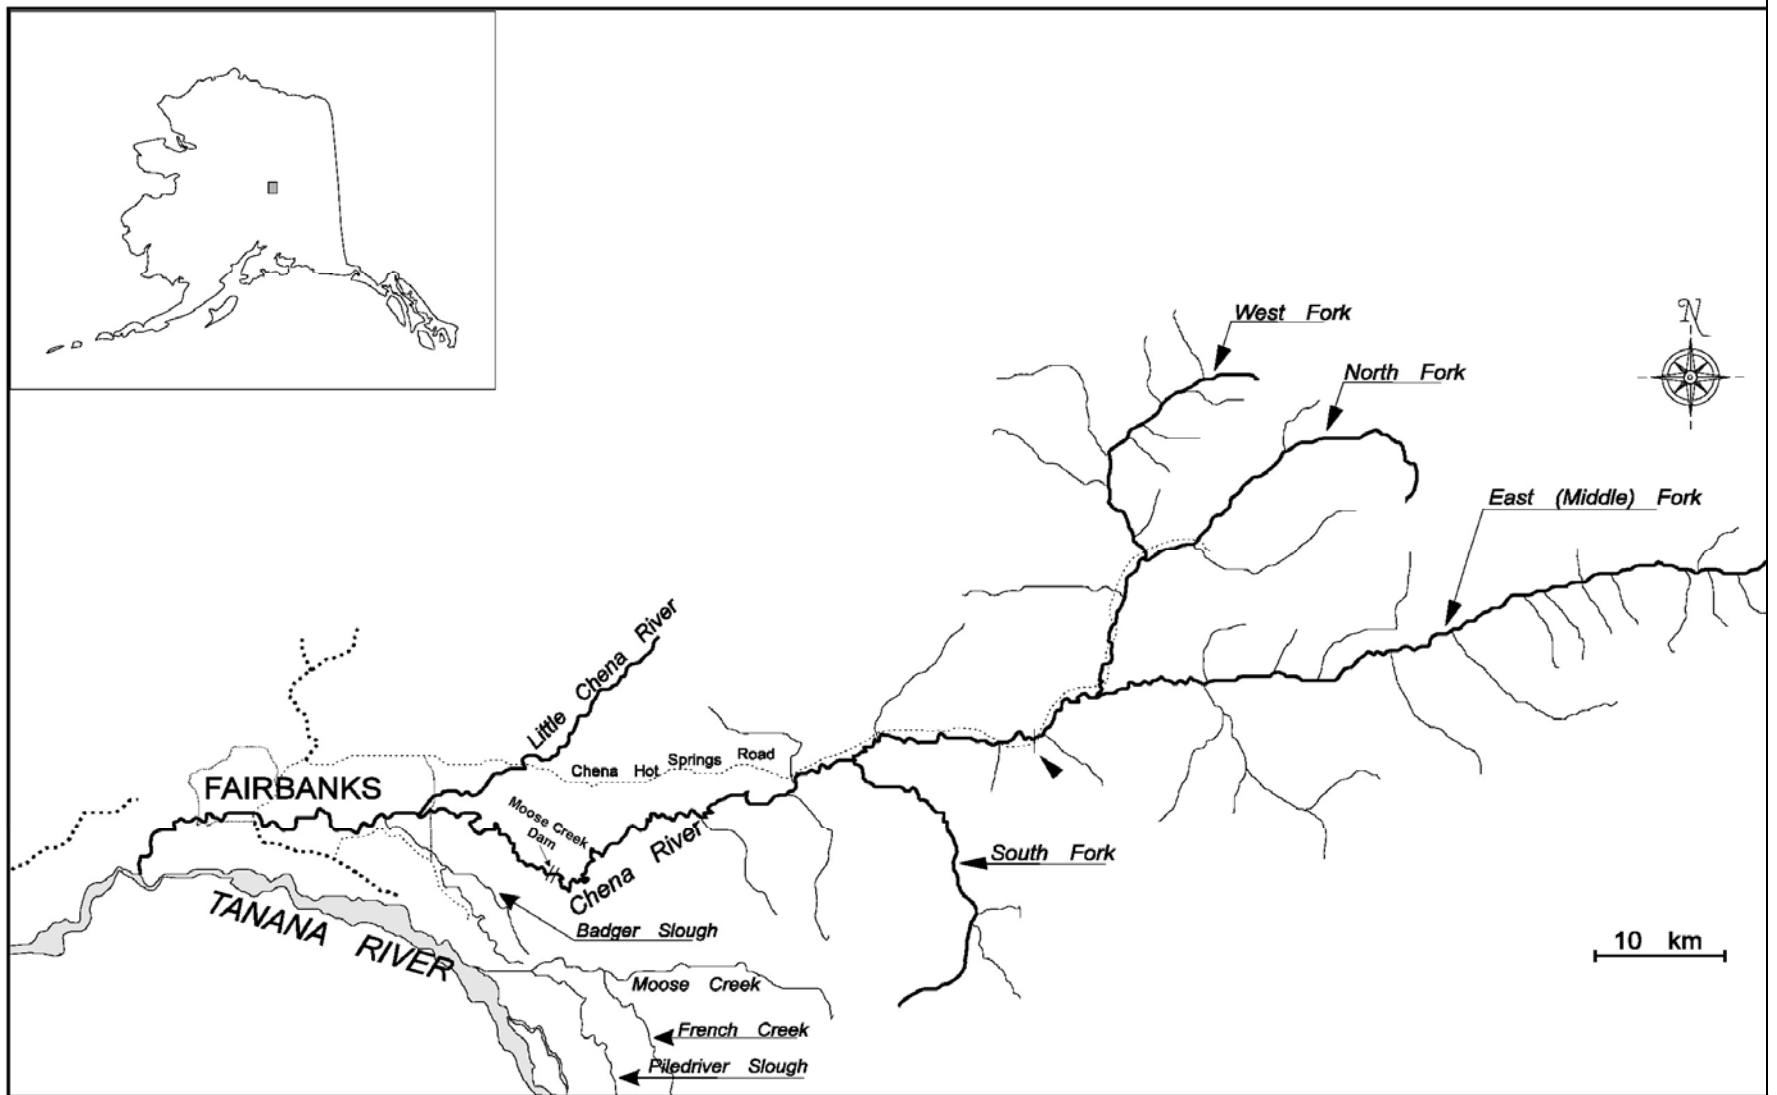 N
West Fork
North Fork
East (Middle) Fork
Little Chena River
Chena Hot Springs Road
FAIRBANKS
Moose Creek
Dam
Chena River
South Fork
TANANA RIVER
Badger Slough
10 km
Moose Creek
French Creek
Piledriver Slough